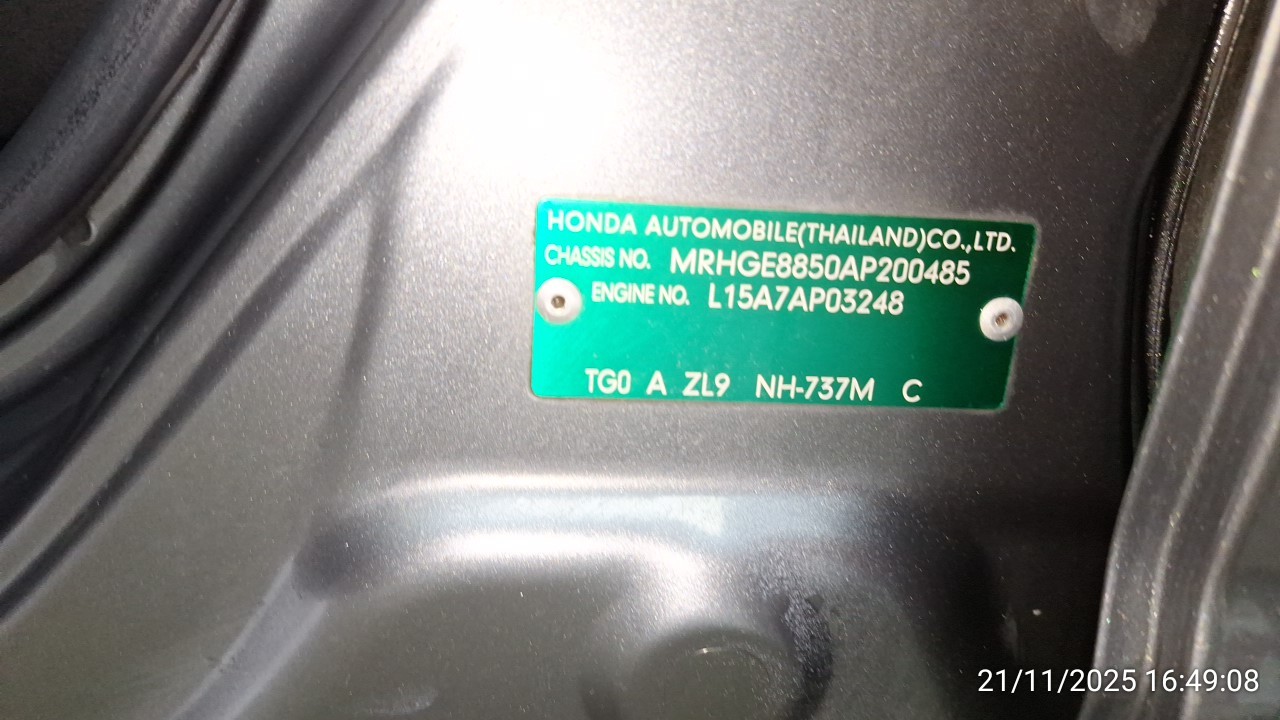 HONDA AUTOMOBILE(THAILAND)CO.,LTD.
CHASSIS NO. MRHGE8850AP200485
ENGINE NO. L15A7AP03248
TG0 A ZL9 NH-737M C
21/11/2025 16:49:08